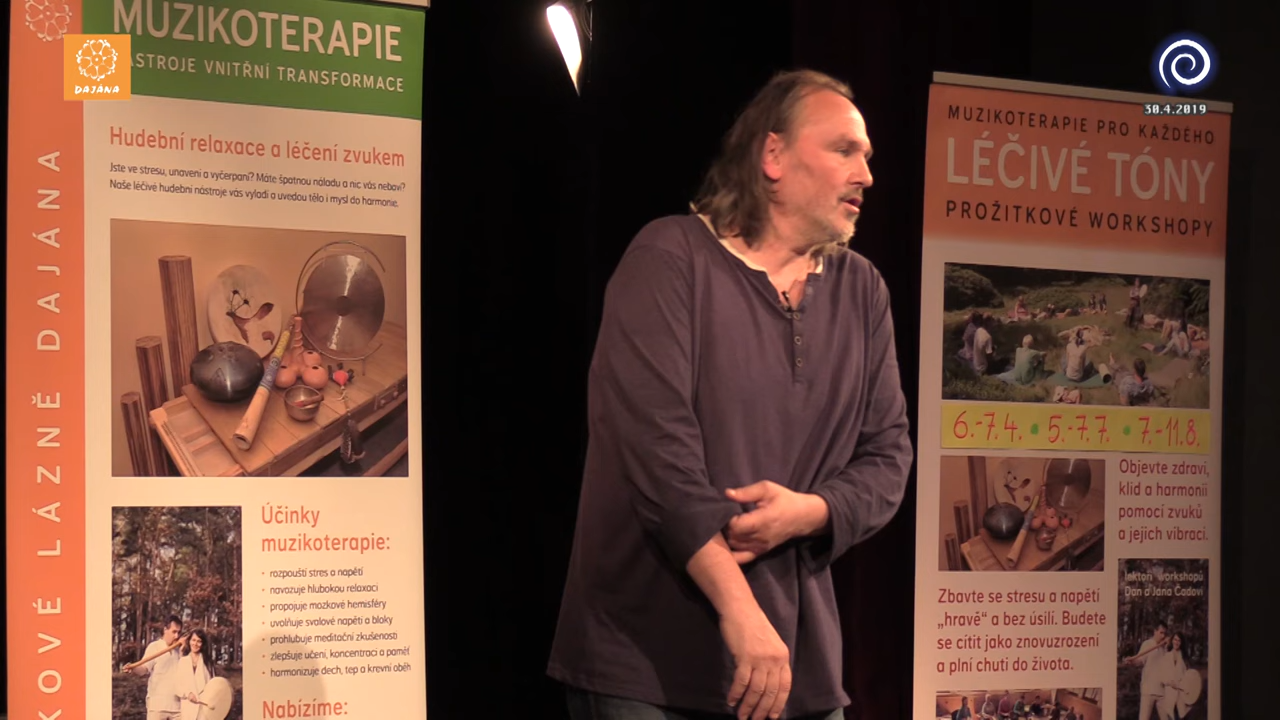 MUZIKOTERAPIE
STROJE VNITŘNÍ TRANSFORMACE
DAJÁNA
KOVÉ LÁZNĚ DAJÁNA
Hudební relaxace a léčení zvukem
Jste ve stresu, unaveni a vyčerpaní? Máte špatnou náladu a nic vás nebaví?
Naše léčivé hudební nástroje vás vyladí a uvedou tělo i mysl do harmonie.
Účinky
muzikoterapie:
• rozpouští stres a napětí
• navozuje hlubokou relaxaci
• propojuje mozkové hemisféry
• uvolňuje svalové napětí a bloky
• prohlubuje meditační zkušenosti
• zlepšuje učení, koncentraci a paměť
• harmonizuje dech, tep a krevní oběh
Nabízíme:
30.4.2019
MUZIKOTERAPIE PRO KAŽDÉHO
LÉČIVÉ TÓNY
PROŽITKOVÉ WORKSHOPY
6.-7.4. • 5.-7.7. • 7.-11.8.
Objevte zdraví,
klid a harmonii
pomocí zvuků
a jejich vibrací.
Zbavte se stresu a napětí
„hravě“ a bez úsilí. Budete
se cítit jako znovuzrození
a plní chuti do života.
lektoři workshopů
Dan a Jana Čadovi